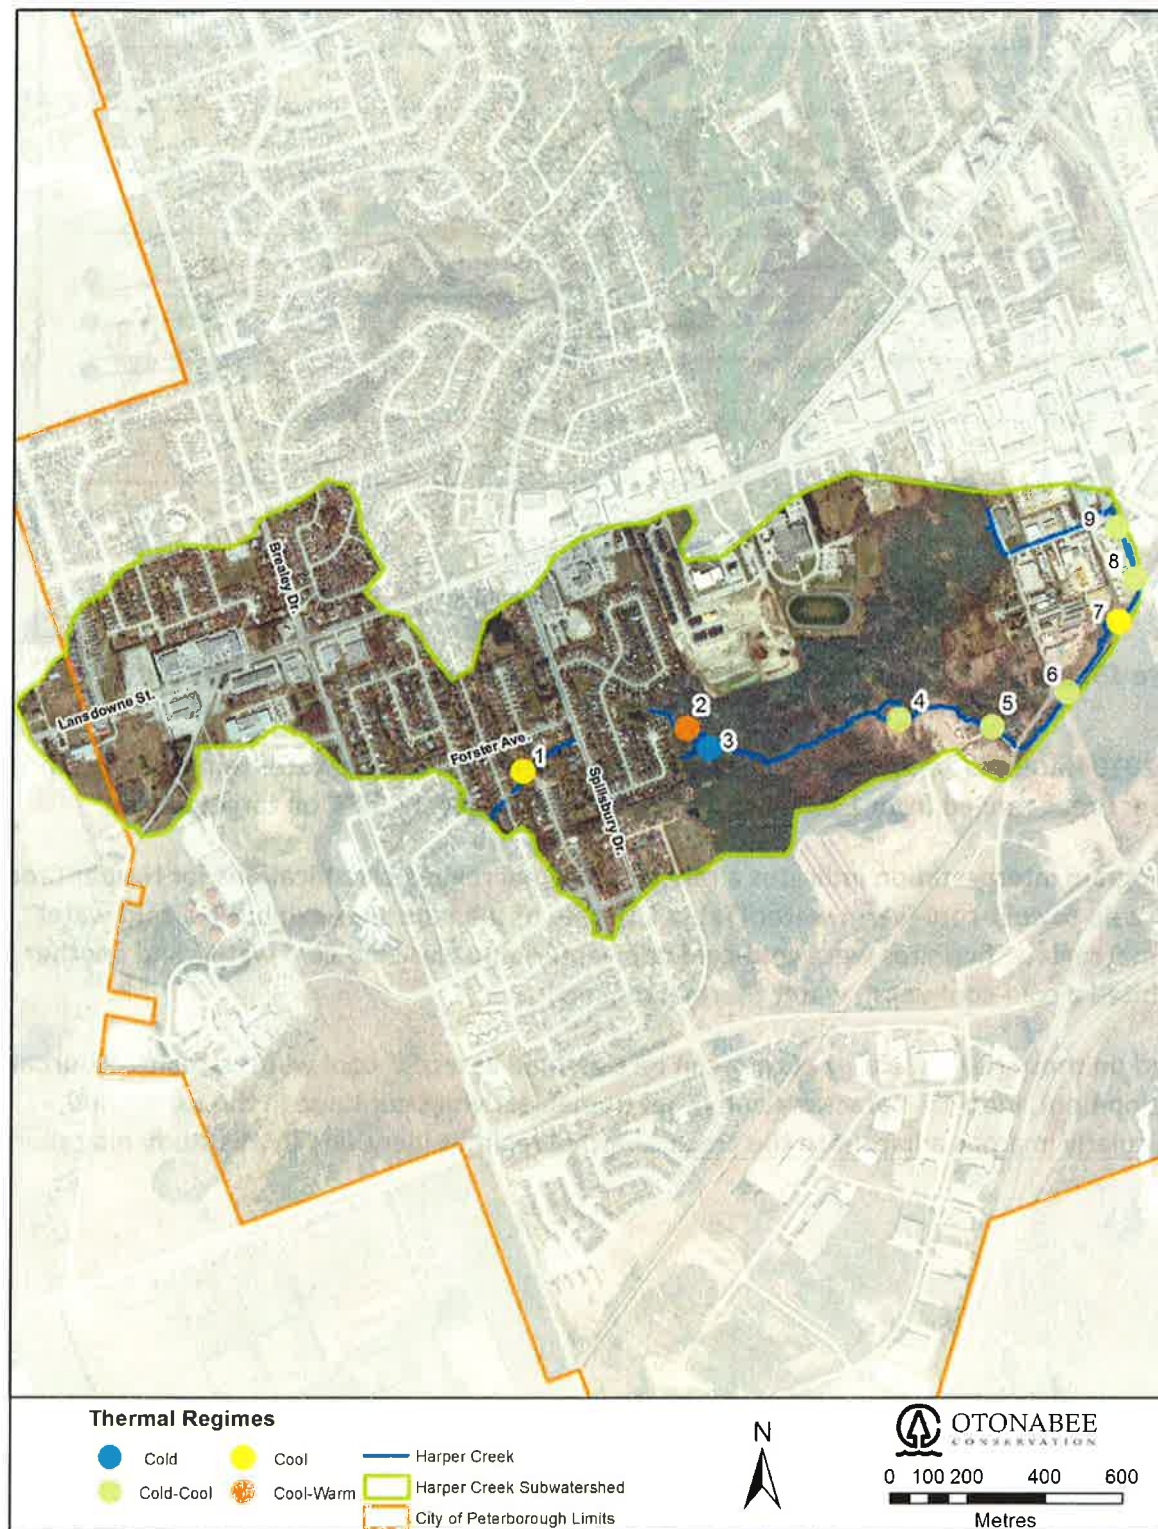 Brealey Dr.
Lansdowne St.
Forster Ave.
Spillsbury Dr.
1
2
3
4
5
6
7
8
9
Thermal Regimes
Cold
Cool
Cold-Cool
Cool-Warm
Harper Creek
Harper Creek Subwatershed
City of Peterborough Limits
N
OTONABEE
CONSERVATION
0 100 200 400 600
Metres